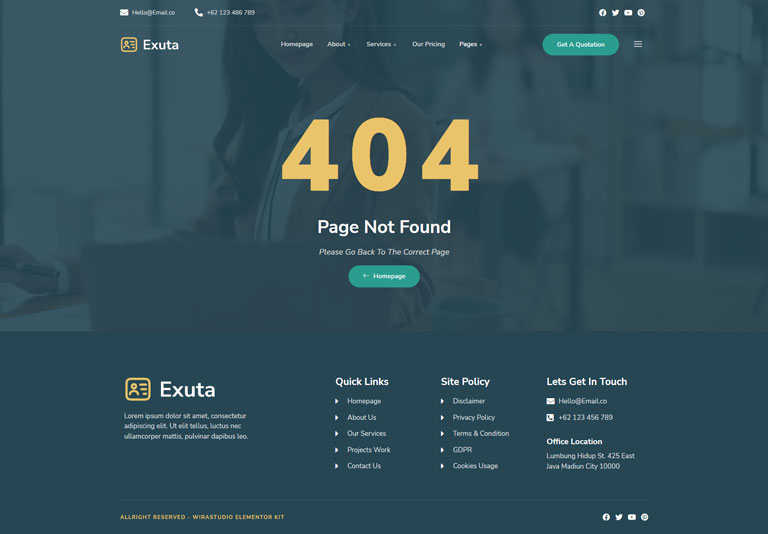 Hello@Email.co +62 123 486 789
Exuta Homepage About + Services + Our Pricing Pages + Get A Quotation
404
Page Not Found
Please Go Back To The Correct Page
Homepage
Exuta
Lorem ipsum dolor sit amet, consectetur
adipiscing elit. Ut elit tellus, luctus nec
ullamcorper mattis, pulvinar dapibus leo.
Quick Links
Homepage
About Us
Our Services
Projects Work
Contact Us
Site Policy
Disclaimer
Privacy Policy
Terms & Condition
GDPR
Cookies Usage
Lets Get In Touch
Hello@Email.co
+62 123 456 789
Office Location
Lumbung Hidup St. 425 East
Java Madiun City 10000
ALLRIGHT RESERVED - WIRASTUDIO ELEMENTOR KIT